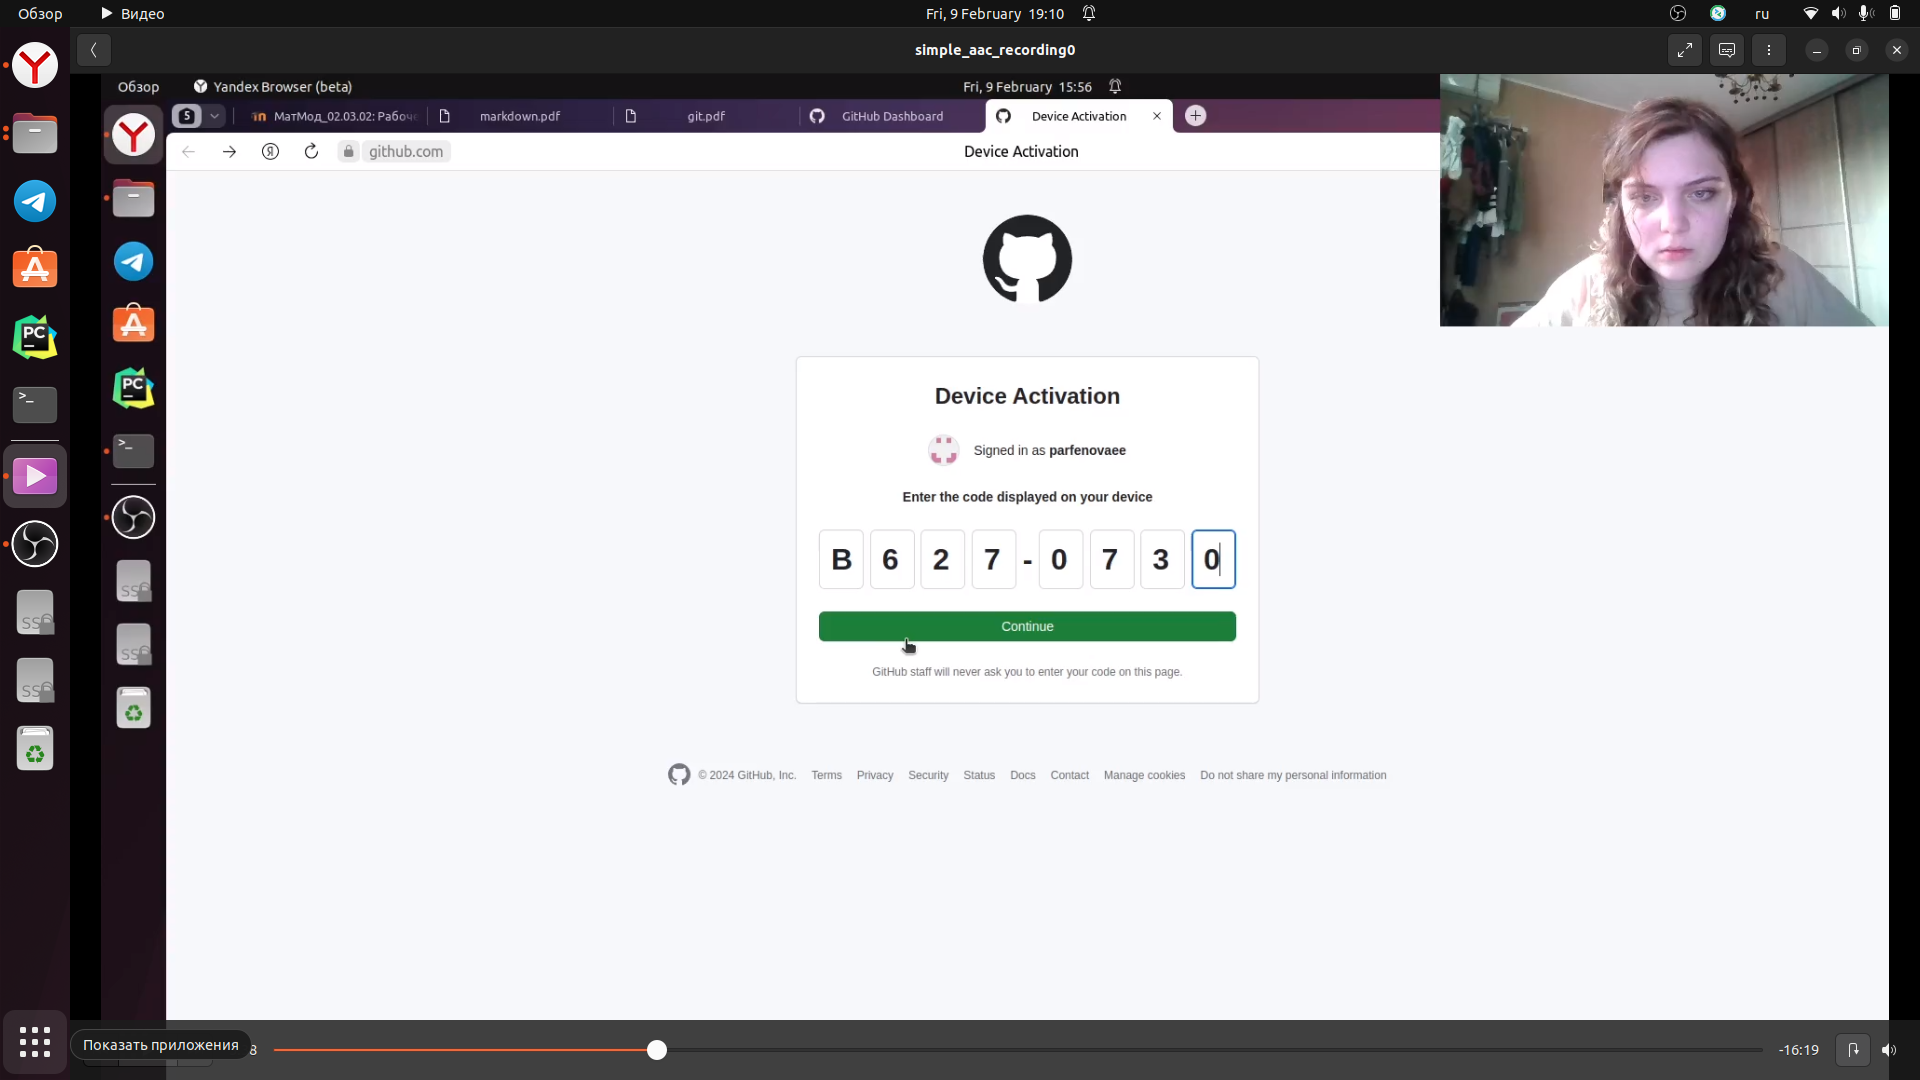 Обзор
Видео
Fri, 9 February 19:10
ru
simple_aac_recording0
Обзор
Yandex Browser (beta)
Fri, 9 February 15:56
5
МатМод_02.03.02: Рабоч
markdown.pdf
git.pdf
GitHub Dashboard
Device Activation
github.com
Device Activation
Device Activation
Signed in as parfenovaee
Enter the code displayed on your device
B 6 2 7 - 0 7 3 0
Continue
GitHub staff will never ask you to enter your code on this page.
© 2024 GitHub, Inc. Terms Privacy Security Status Docs Contact Manage cookies Do not share my personal information
PC
PC
Показать приложения
8
-16:19